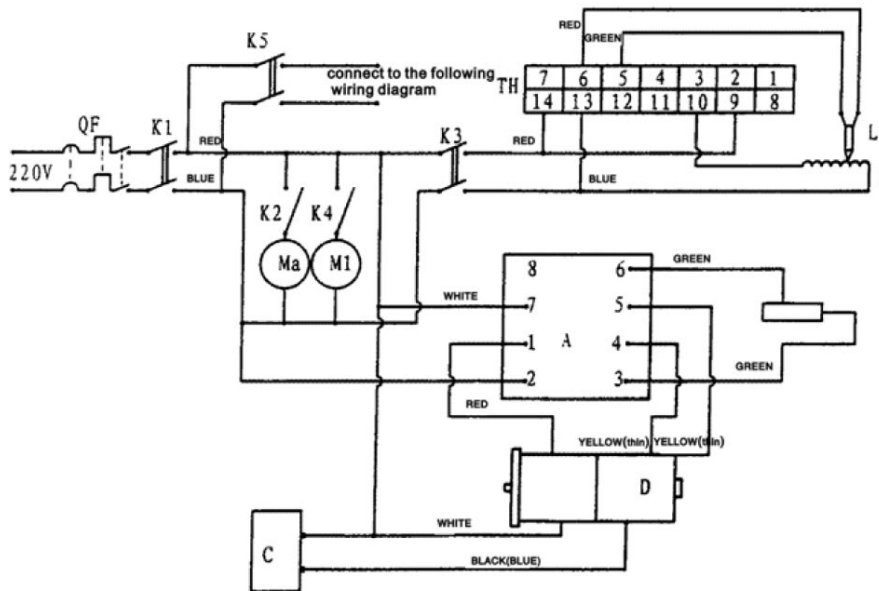 RED
GREEN
K5
connect to the following
wiring diagram
TH
7 6 5 4 3 2 1
14 13 12 11 10 9 8
QF
K1
RED
K3
RED
L
220V
BLUE
BLUE
K2
K4
Ma
M1
8
6
GREEN
WHITE
7
5
1
A
4
2
3
GREEN
RED
YELLOW(thin)
YELLOW(thin)
D
WHITE
C
BLACK(BLUE)